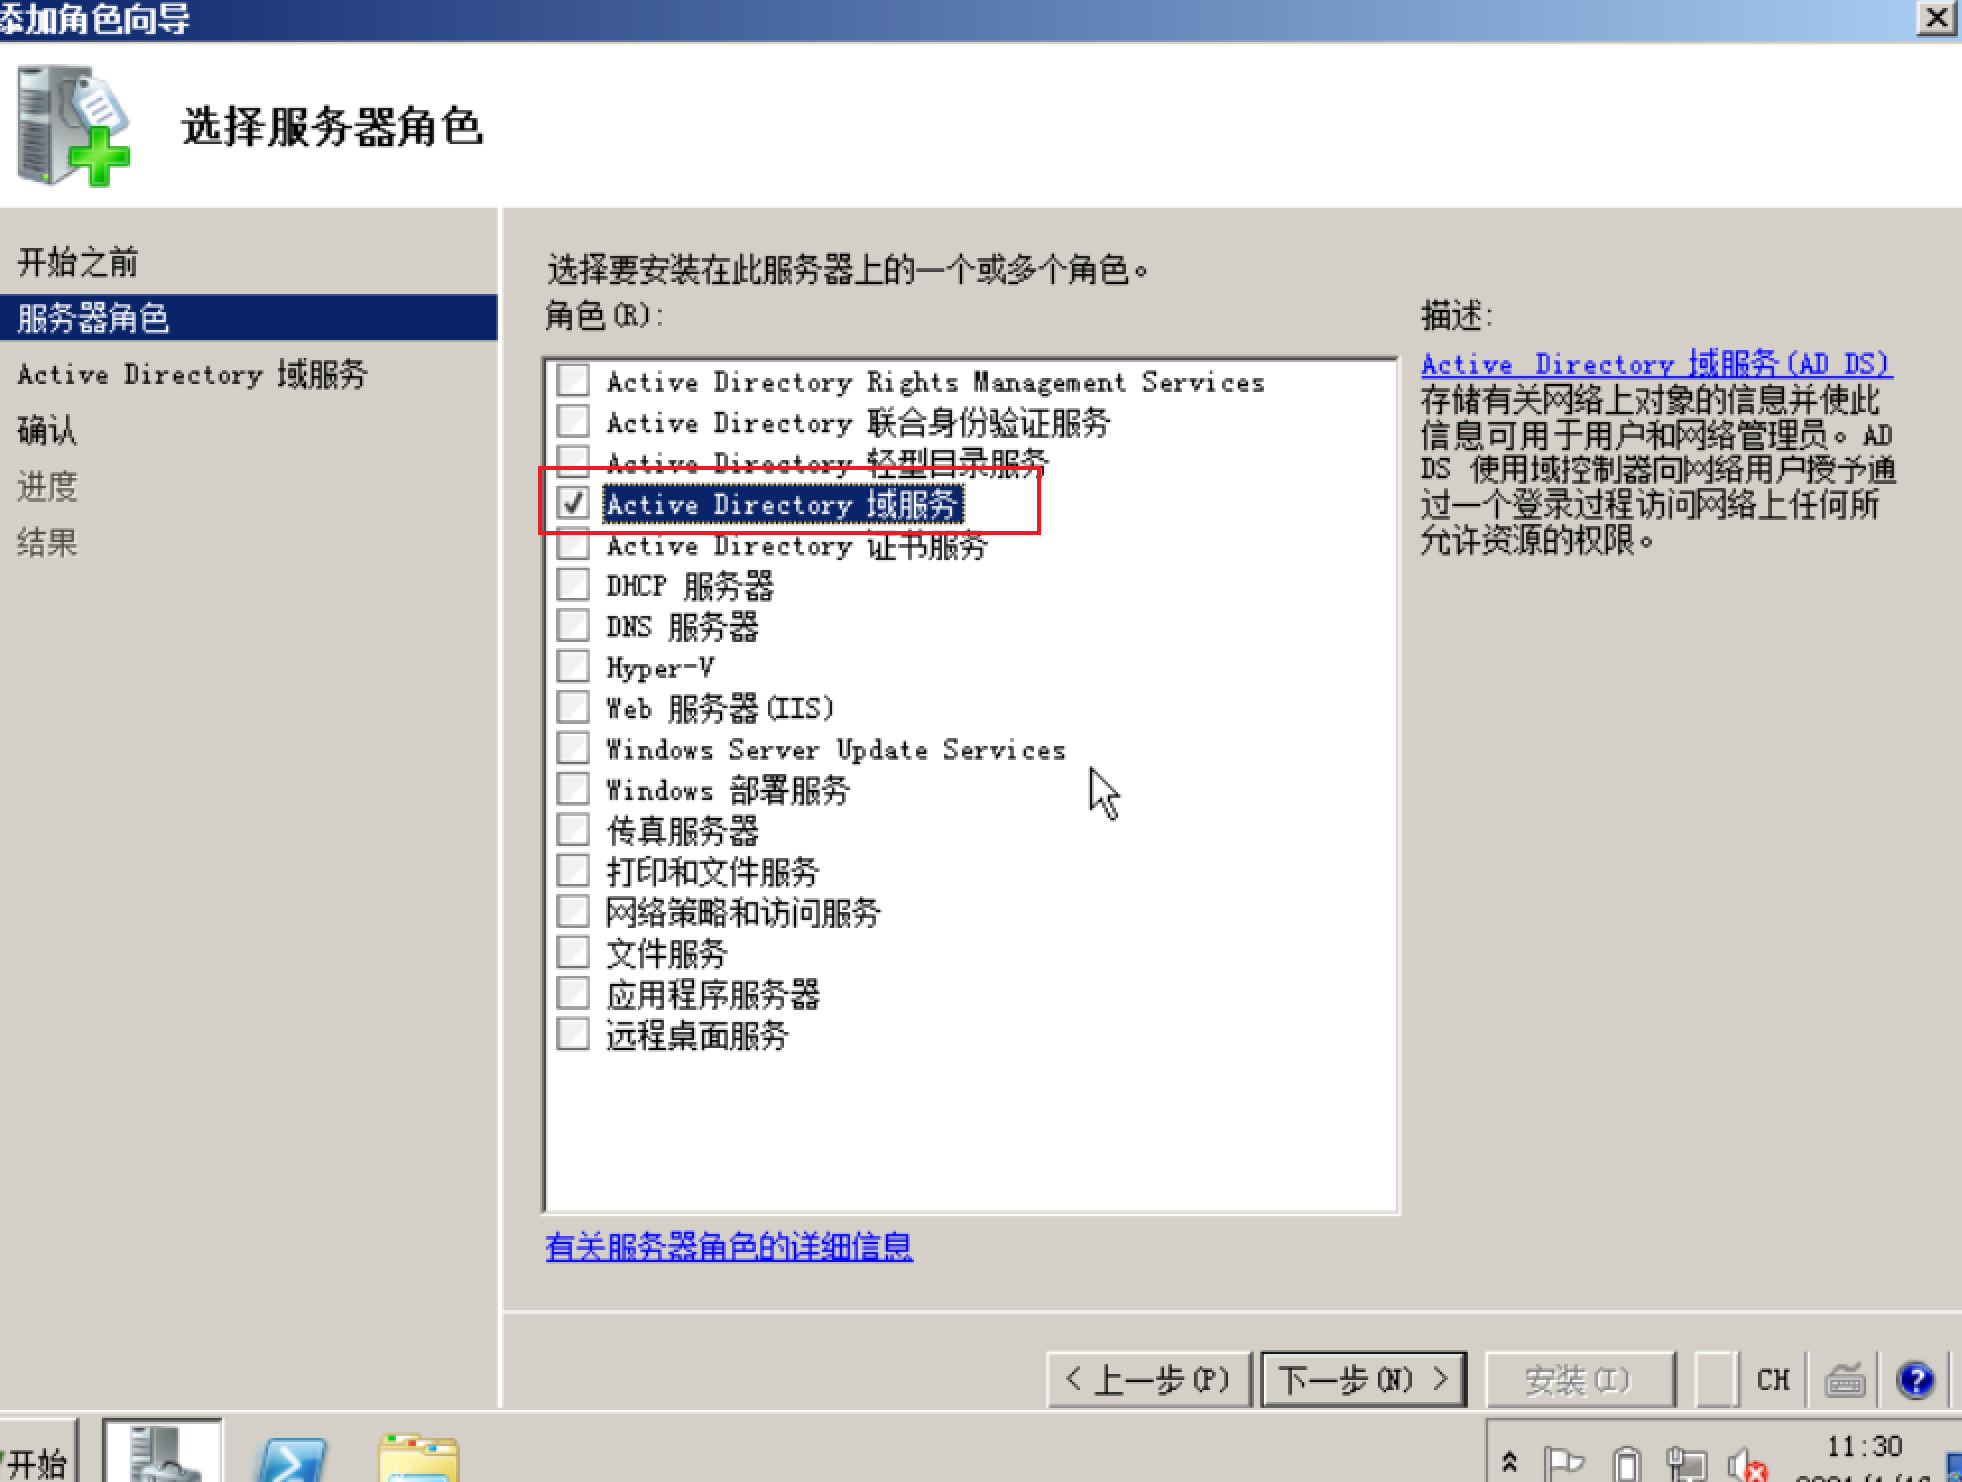 添加角色向导
选择服务器角色
开始之前
服务器角色
Active Directory 域服务
确认
进度
结果
选择要安装在此服务器上的一个或多个角色。
角色(R):
Active Directory Rights Management Services
Active Directory 联合身份验证服务
Active Directory 轻型目录服务
Active Directory 域服务
Active Directory 证书服务
DHCP 服务器
DNS 服务器
Hyper-V
Web 服务器(IIS)
Windows Server Update Services
Windows 部署服务
传真服务器
打印和文件服务
网络策略和访问服务
文件服务
应用程序服务器
远程桌面服务
有关服务器角色的详细信息
描述:
Active Directory 域服务(AD DS)
存储有关网络上对象的信息并使此
信息可用于用户和网络管理员。AD
DS 使用域控制器向网络用户授予通
过一个登录过程访问网络上任何所
允许资源的权限。
< 上一步(P)
下一步(N) >
安装(I)
CH
开始
11:30